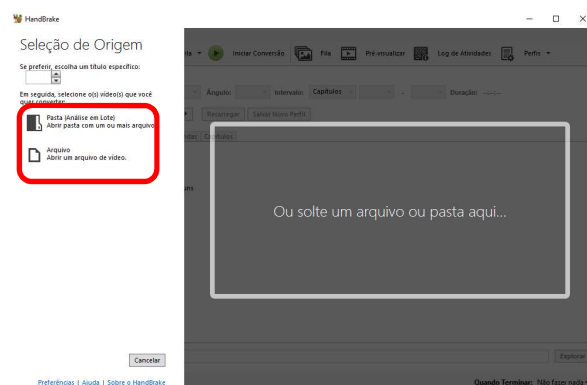 HandBrake
Seleção de Origem
Se preferir, escolha um título específico:
Em seguida, selecione o(s) vídeo(s) que você
quer converter:
Pasta (Análise em Lote)
Abrir pasta com um ou mais arquivo
Arquivo
Abrir um arquivo de vídeo.
Cancelar
Preferências | Ajuda | Sobre o HandBrake
Iniciar Conversão Fila Pré-visualizar Log de Atividades Perfis
Ângulo: Intervalo: Capítulos - Duração: --:--:--
Recarregar Salvar Novo Perfil
Capítulos
Ou solte um arquivo ou pasta aqui...
Explorar
Quando Terminar: Não fazer nada